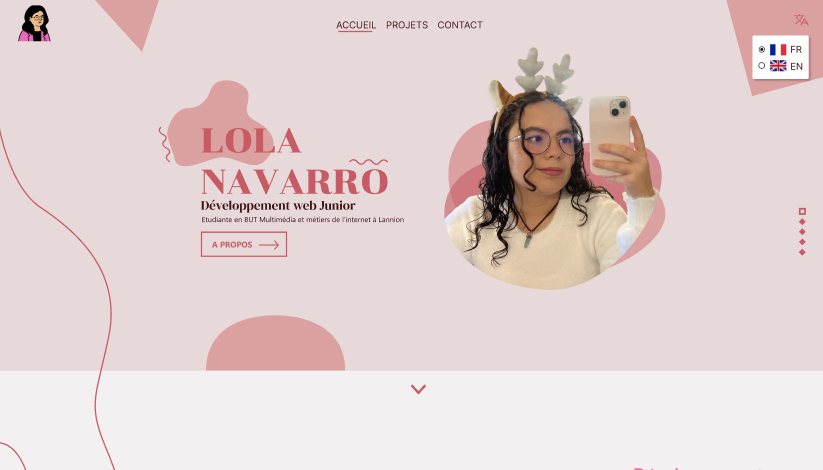 ACCUEIL PROJETS CONTACT
FR
EN
LOLA
NAVARRO
Développement web Junior
Etudiante en BUT Multimédia et métiers de l'internet à Lannion
A PROPOS